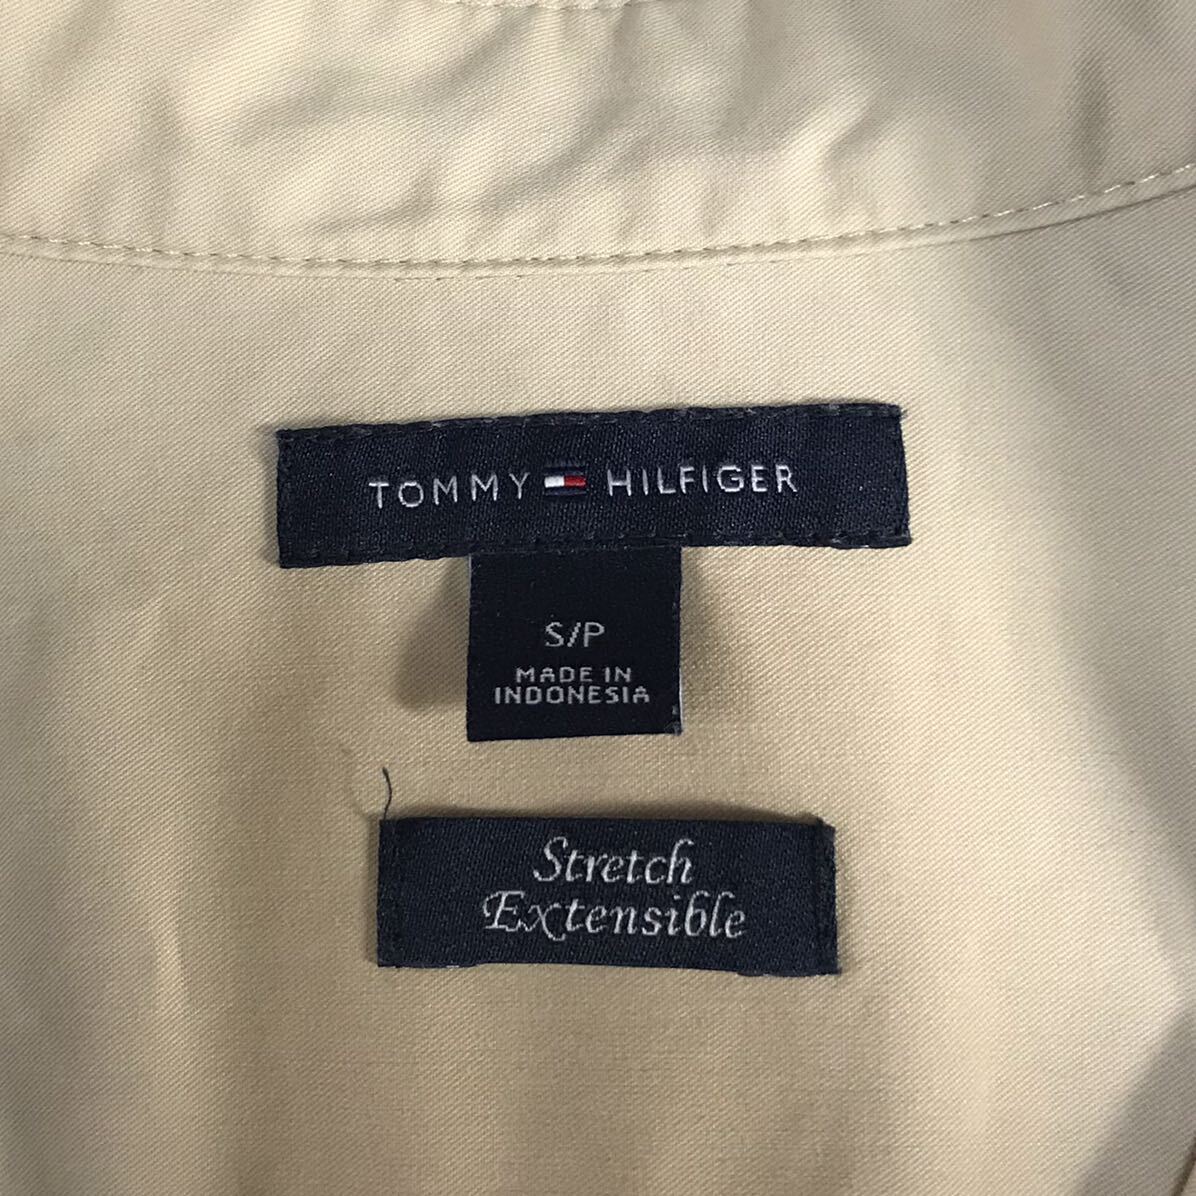 TOMMY HILFIGER
S/P
MADE IN
INDONESIA
Stretch
Extensible